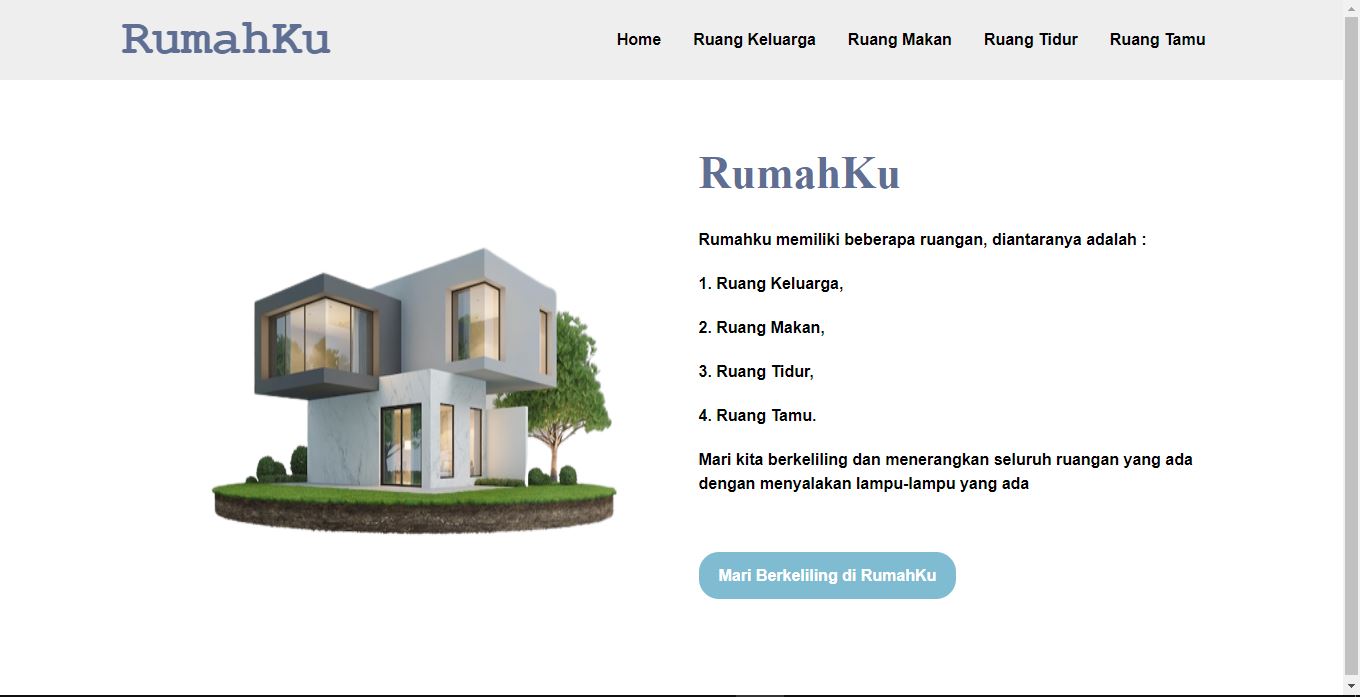 RumahKu
Home
Ruang Keluarga
Ruang Makan
Ruang Tidur
Ruang Tamu
RumahKu
Rumahku memiliki beberapa ruangan, diantaranya adalah :
1. Ruang Keluarga,
2. Ruang Makan,
3. Ruang Tidur,
4. Ruang Tamu.
Mari kita berkeliling dan menerangkan seluruh ruangan yang ada
dengan menyalakan lampu-lampu yang ada
Mari Berkeliling di RumahKu